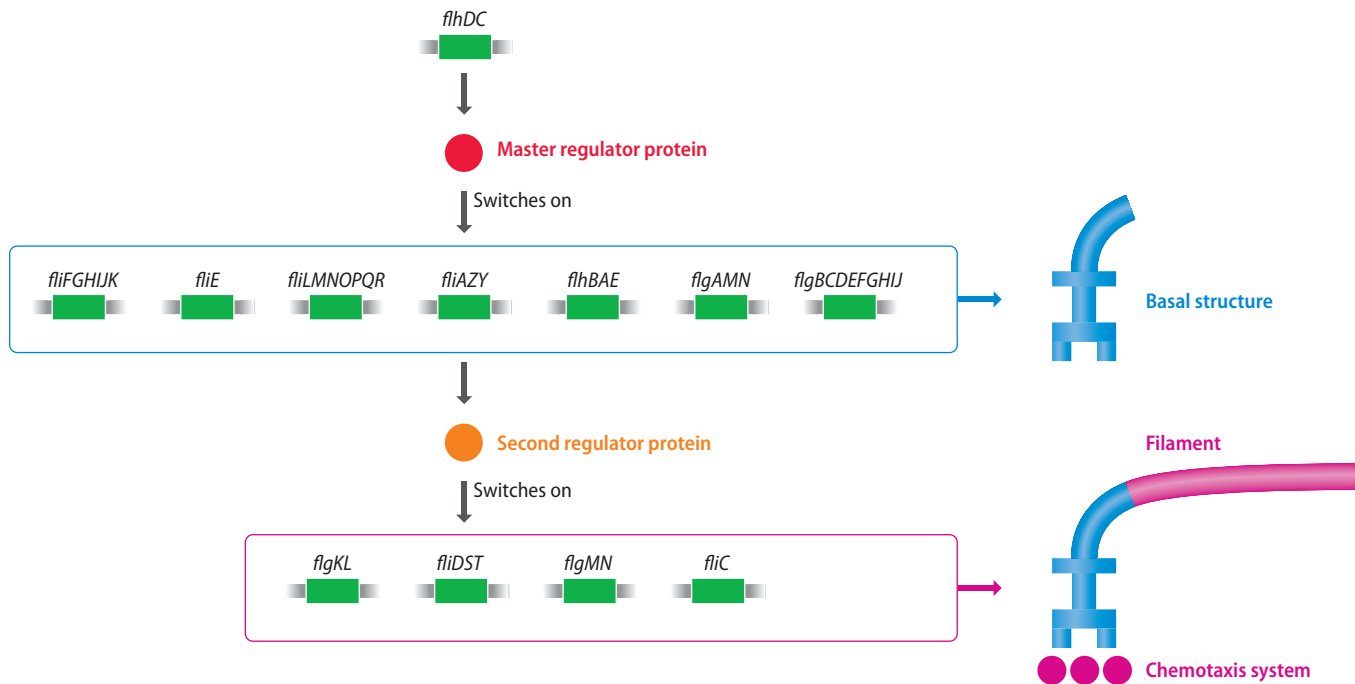 flhDC
Master regulator protein
Switches on
fliFGHIJK
fliE
fliLMNOPQR
fliAZY
flhBAE
flgAMN
flgBCDEFGHIJ
Basal structure
Second regulator protein
Filament
Switches on
flgKL
fliDST
flgMN
fliC
Chemotaxis system